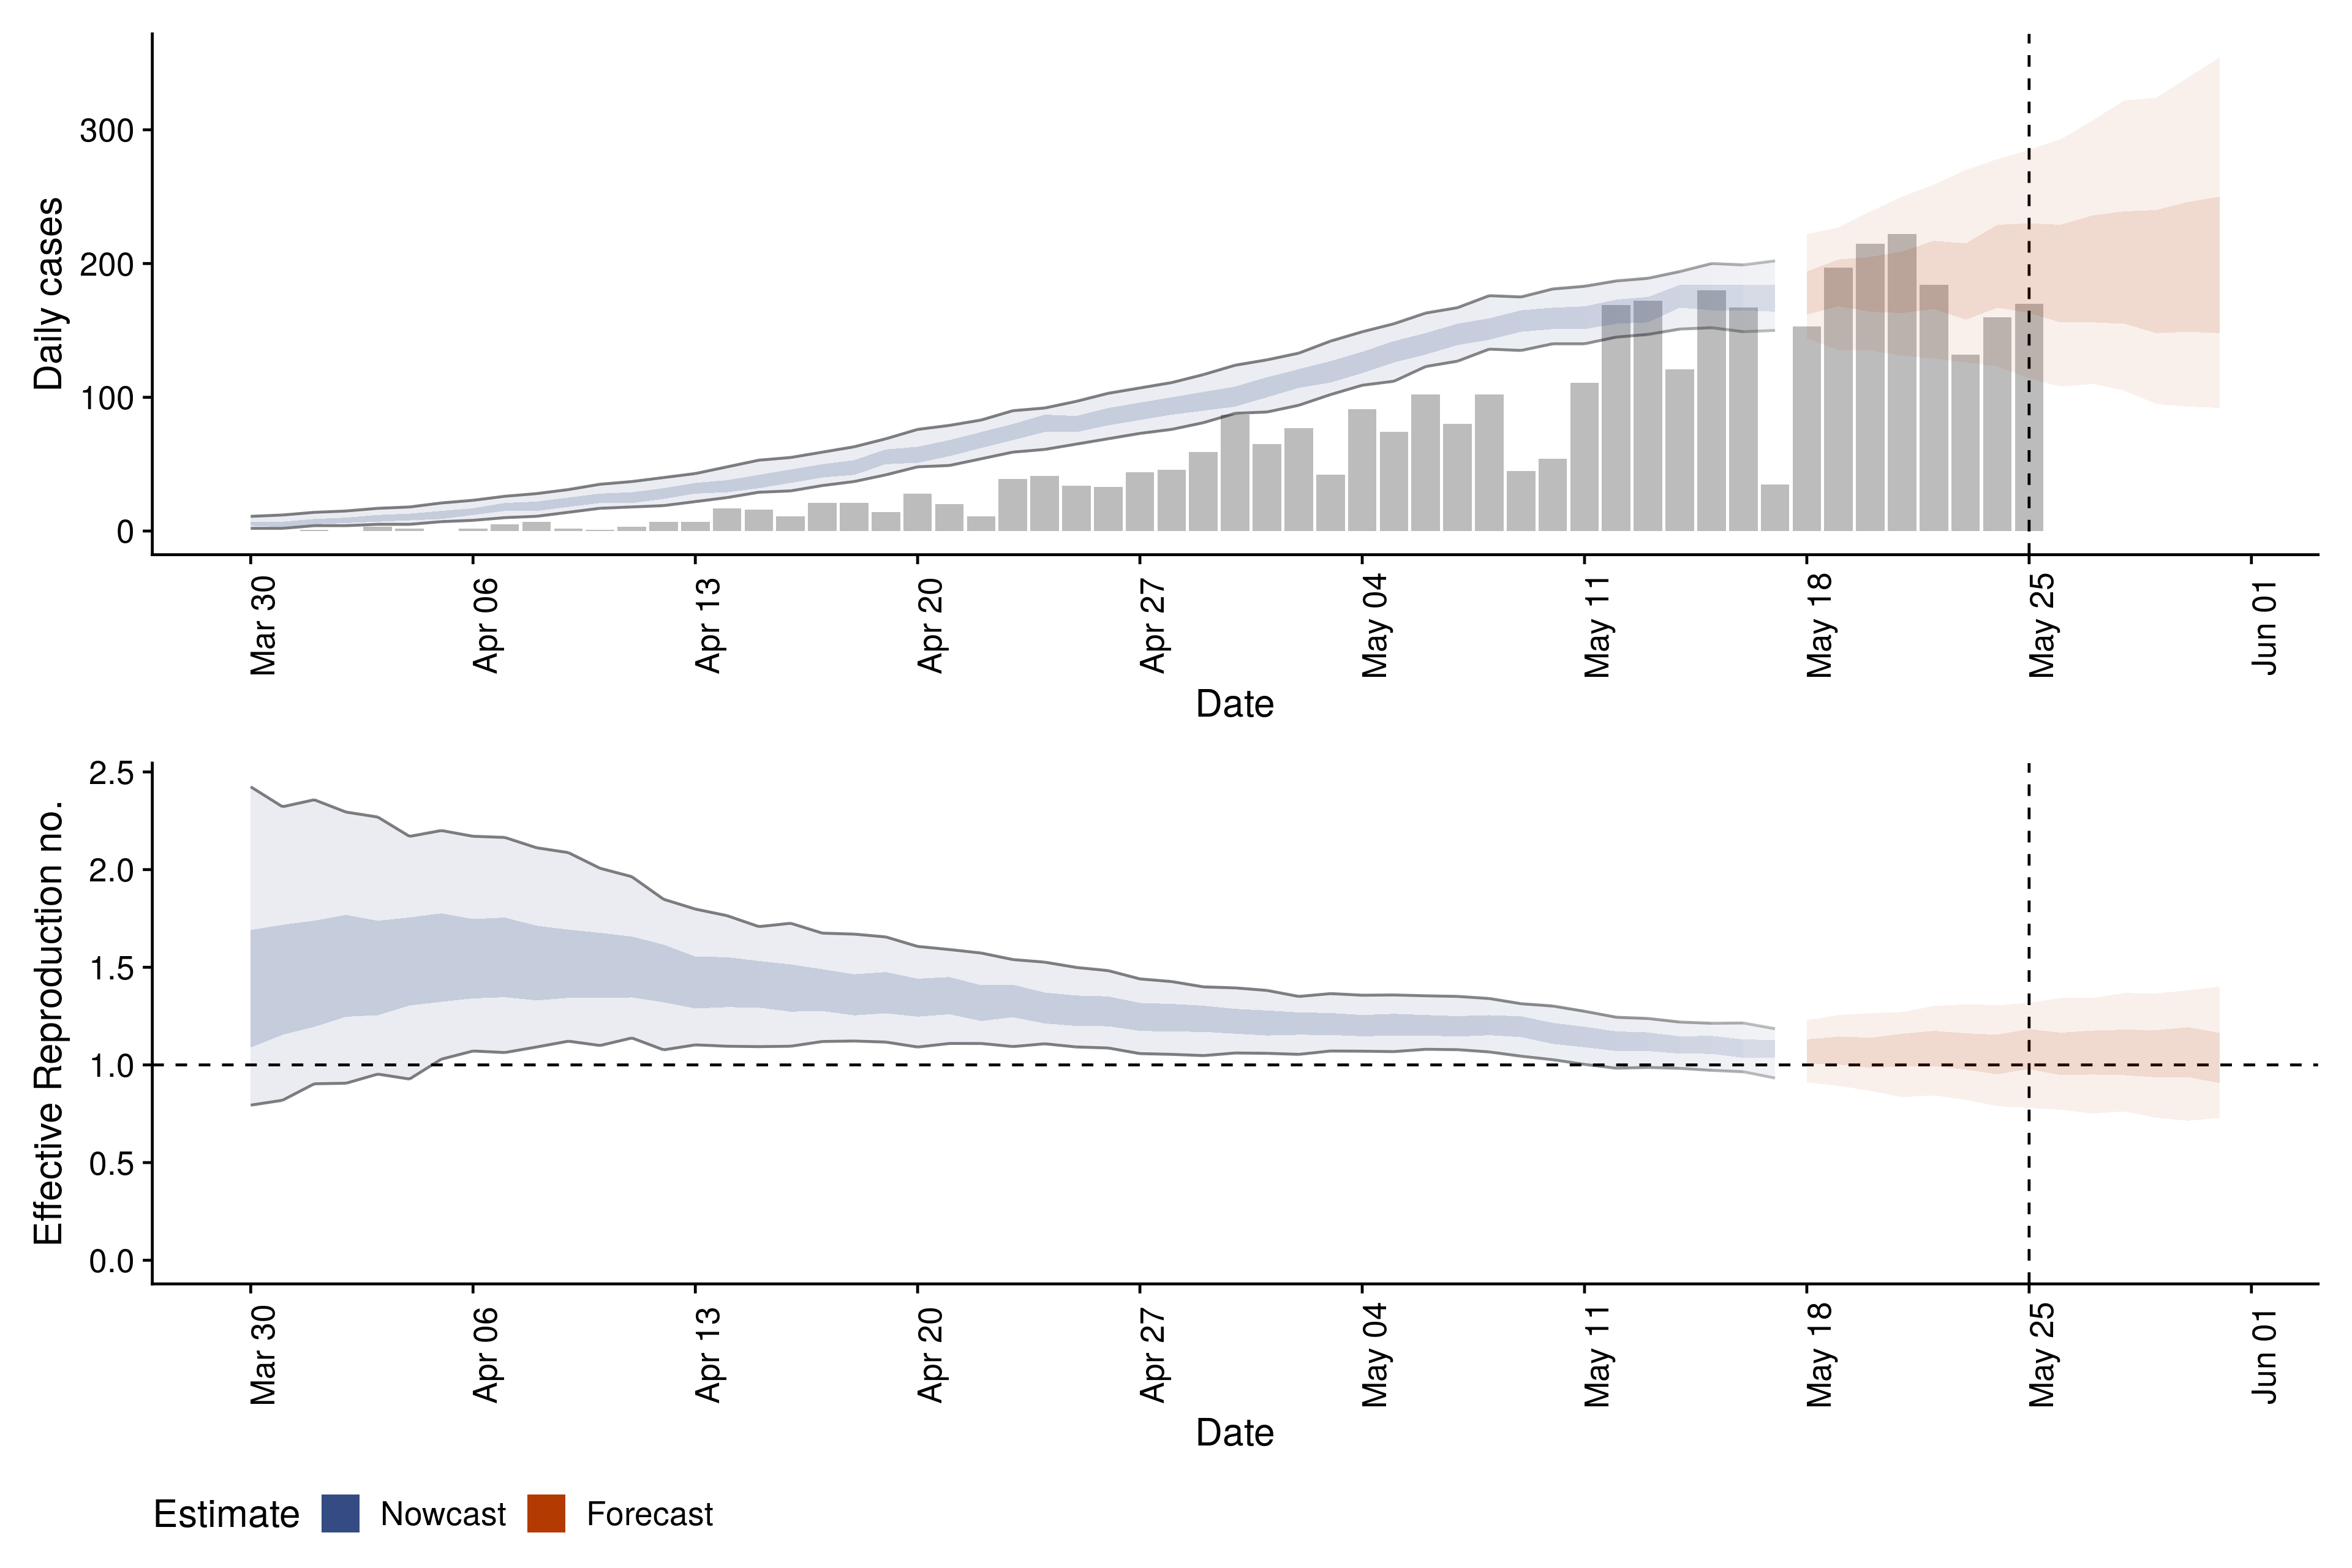 Daily cases
300
200
100
0
Mar 30
Apr 06
Apr 13
Apr 20
Apr 27
May 04
May 11
May 18
May 25
Jun 01
Date
Effective Reproduction no.
2.5
2.0
1.5
1.0
0.5
0.0
Mar 30
Apr 06
Apr 13
Apr 20
Apr 27
May 04
May 11
May 18
May 25
Jun 01
Date
Estimate Nowcast Forecast